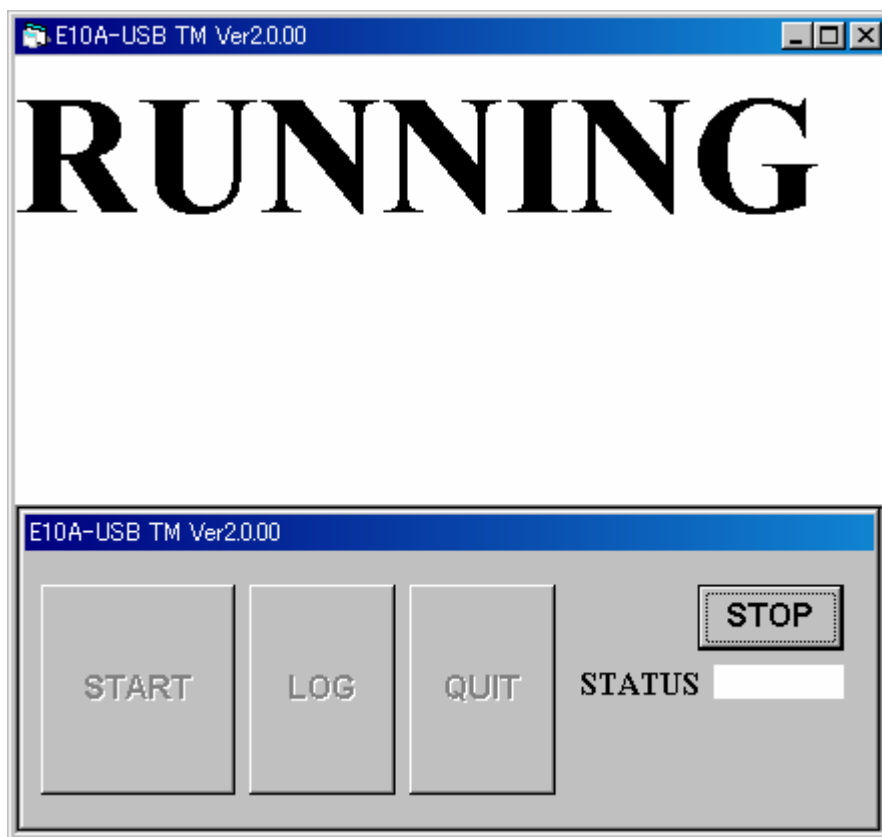 E10A-USB TM Ver2.0.00
RUNNING
E10A-USB TM Ver2.0.00
STOP
START LOG QUIT STATUS